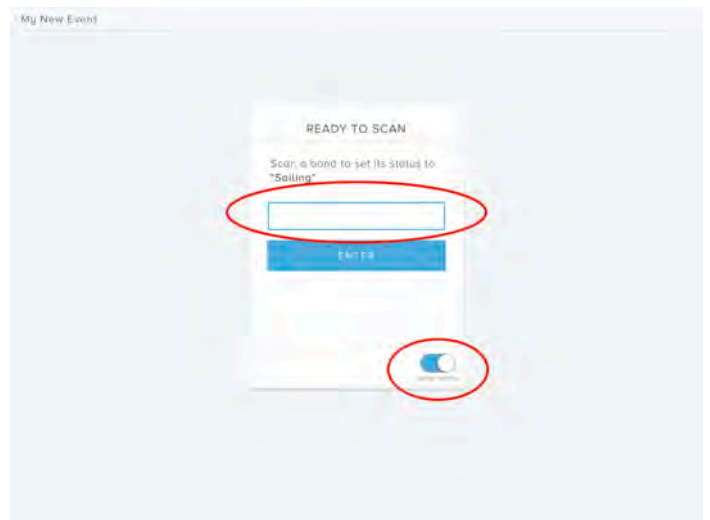 My New Event
READY TO SCAN
Scan a band to set its status to
"Sailing"
ENTER